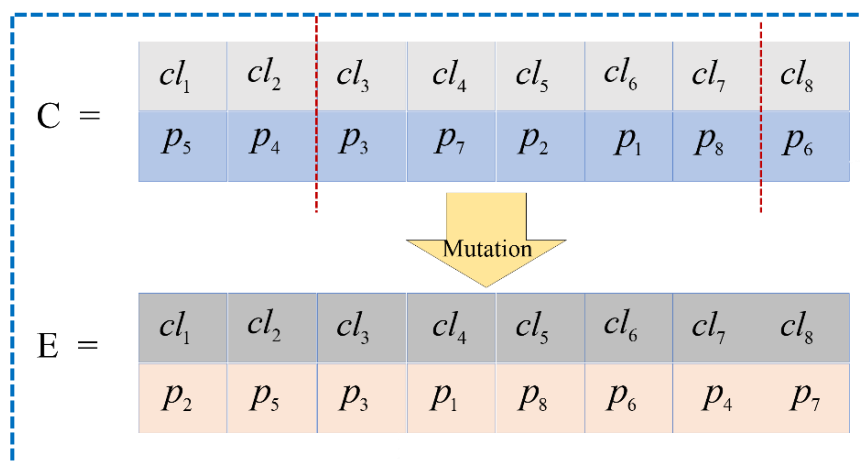 cl₁ cl₂ cl₃ cl₄ cl₅ cl₆ cl₇ cl₈
C =
p₅ p₄ p₃ p₇ p₂ p₁ p₈ p₆
Mutation
cl₁ cl₂ cl₃ cl₄ cl₅ cl₆ cl₇ cl₈
E =
p₂ p₅ p₃ p₁ p₈ p₆ p₄ p₇